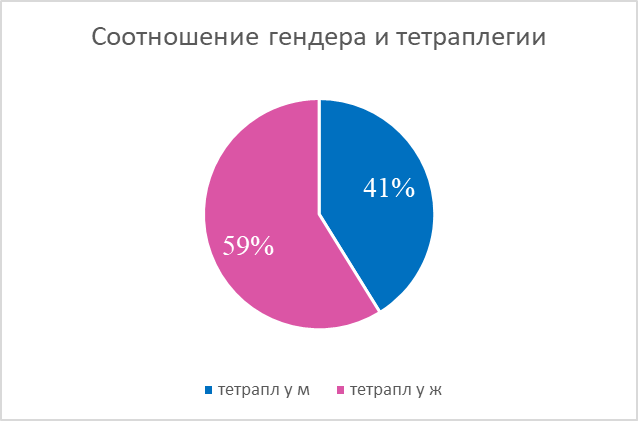 Соотношение гендера и тетраплегии
41%
59%
тетрапл у м тетрапл у ж